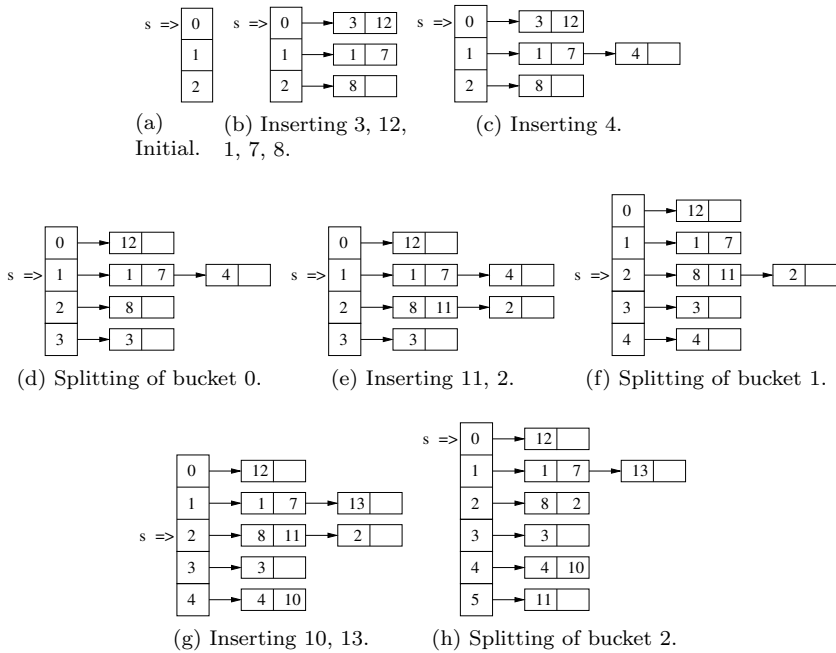 s => 0
1
2
(a)
Initial.
s => 0 3 12
1 1 7
2 8
(b) Inserting 3, 12,
1, 7, 8.
s => 0 3 12
1 1 7 4
2 8
(c) Inserting 4.
0 12
s => 1 1 7 4
2 8
3 3
(d) Splitting of bucket 0.
0 12
s => 1 1 7 4
2 8 11 2
3 3
(e) Inserting 11, 2.
0 12
1 1 7
s => 2 8 11 2
3 3
4 4
(f) Splitting of bucket 1.
0 12
1 1 7 13
s => 2 8 11 2
3 3
4 4 10
(g) Inserting 10, 13.
s => 0 12
1 1 7 13
2 8 2
3 3
4 4 10
5 11
(h) Splitting of bucket 2.